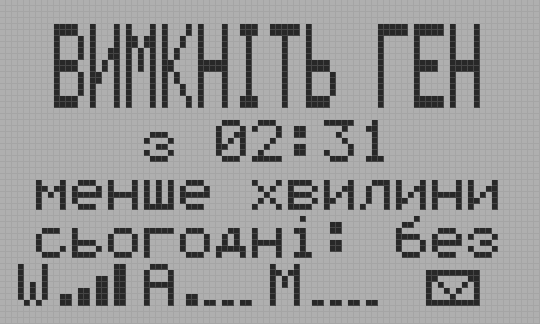 ВИМКНІТЬ ГЕН
з 02:31
менше хвилини
сьогодні: без
W A M